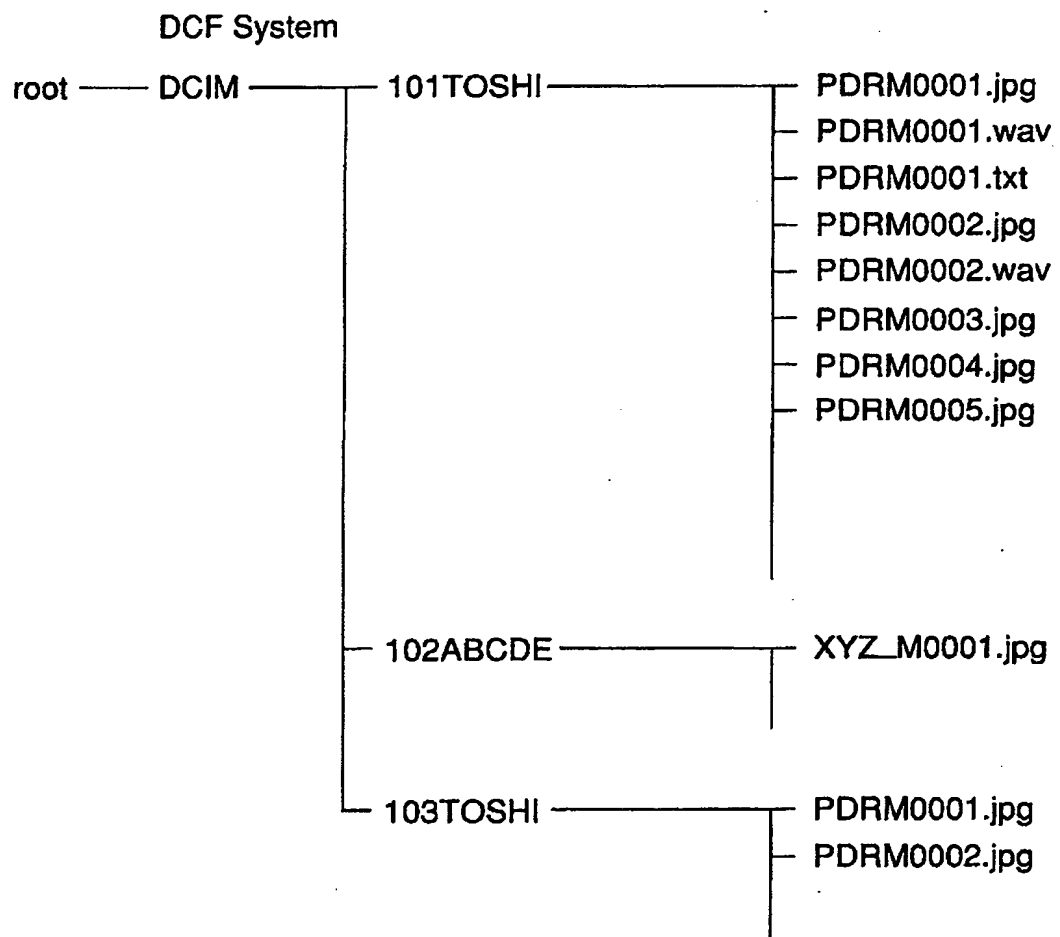 DCF System
root DCIM 101TOSHI PDRM0001.jpg
PDRM0001.wav
PDRM0001.txt
PDRM0002.jpg
PDRM0002.wav
PDRM0003.jpg
PDRM0004.jpg
PDRM0005.jpg
102ABCDE XYZ_M0001.jpg
103TOSHI PDRM0001.jpg
PDRM0002.jpg